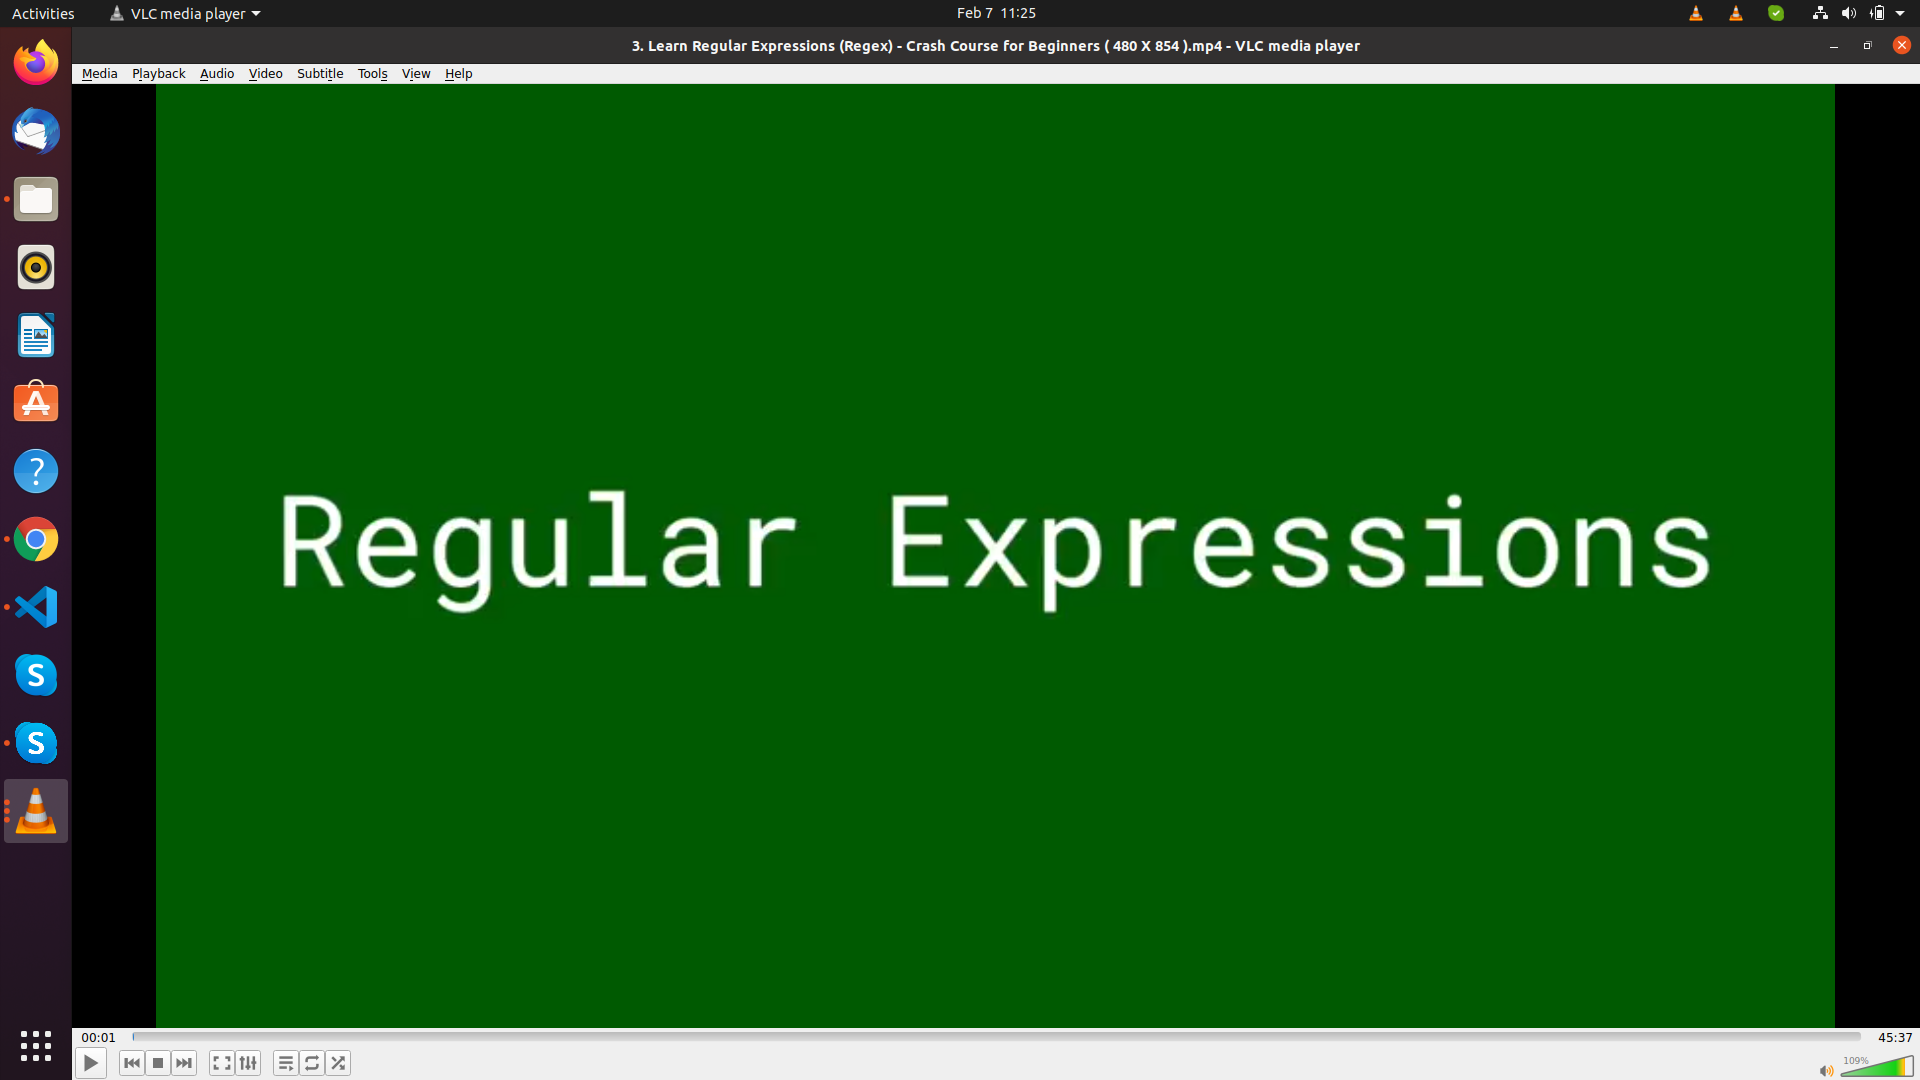 Activities
VLC media player
Feb 7 11:25
3. Learn Regular Expressions (Regex) - Crash Course for Beginners ( 480 X 854 ).mp4 - VLC media player
Media Playback Audio Video Subtitle Tools View Help
Regular Expressions
00:01
45:37
109%